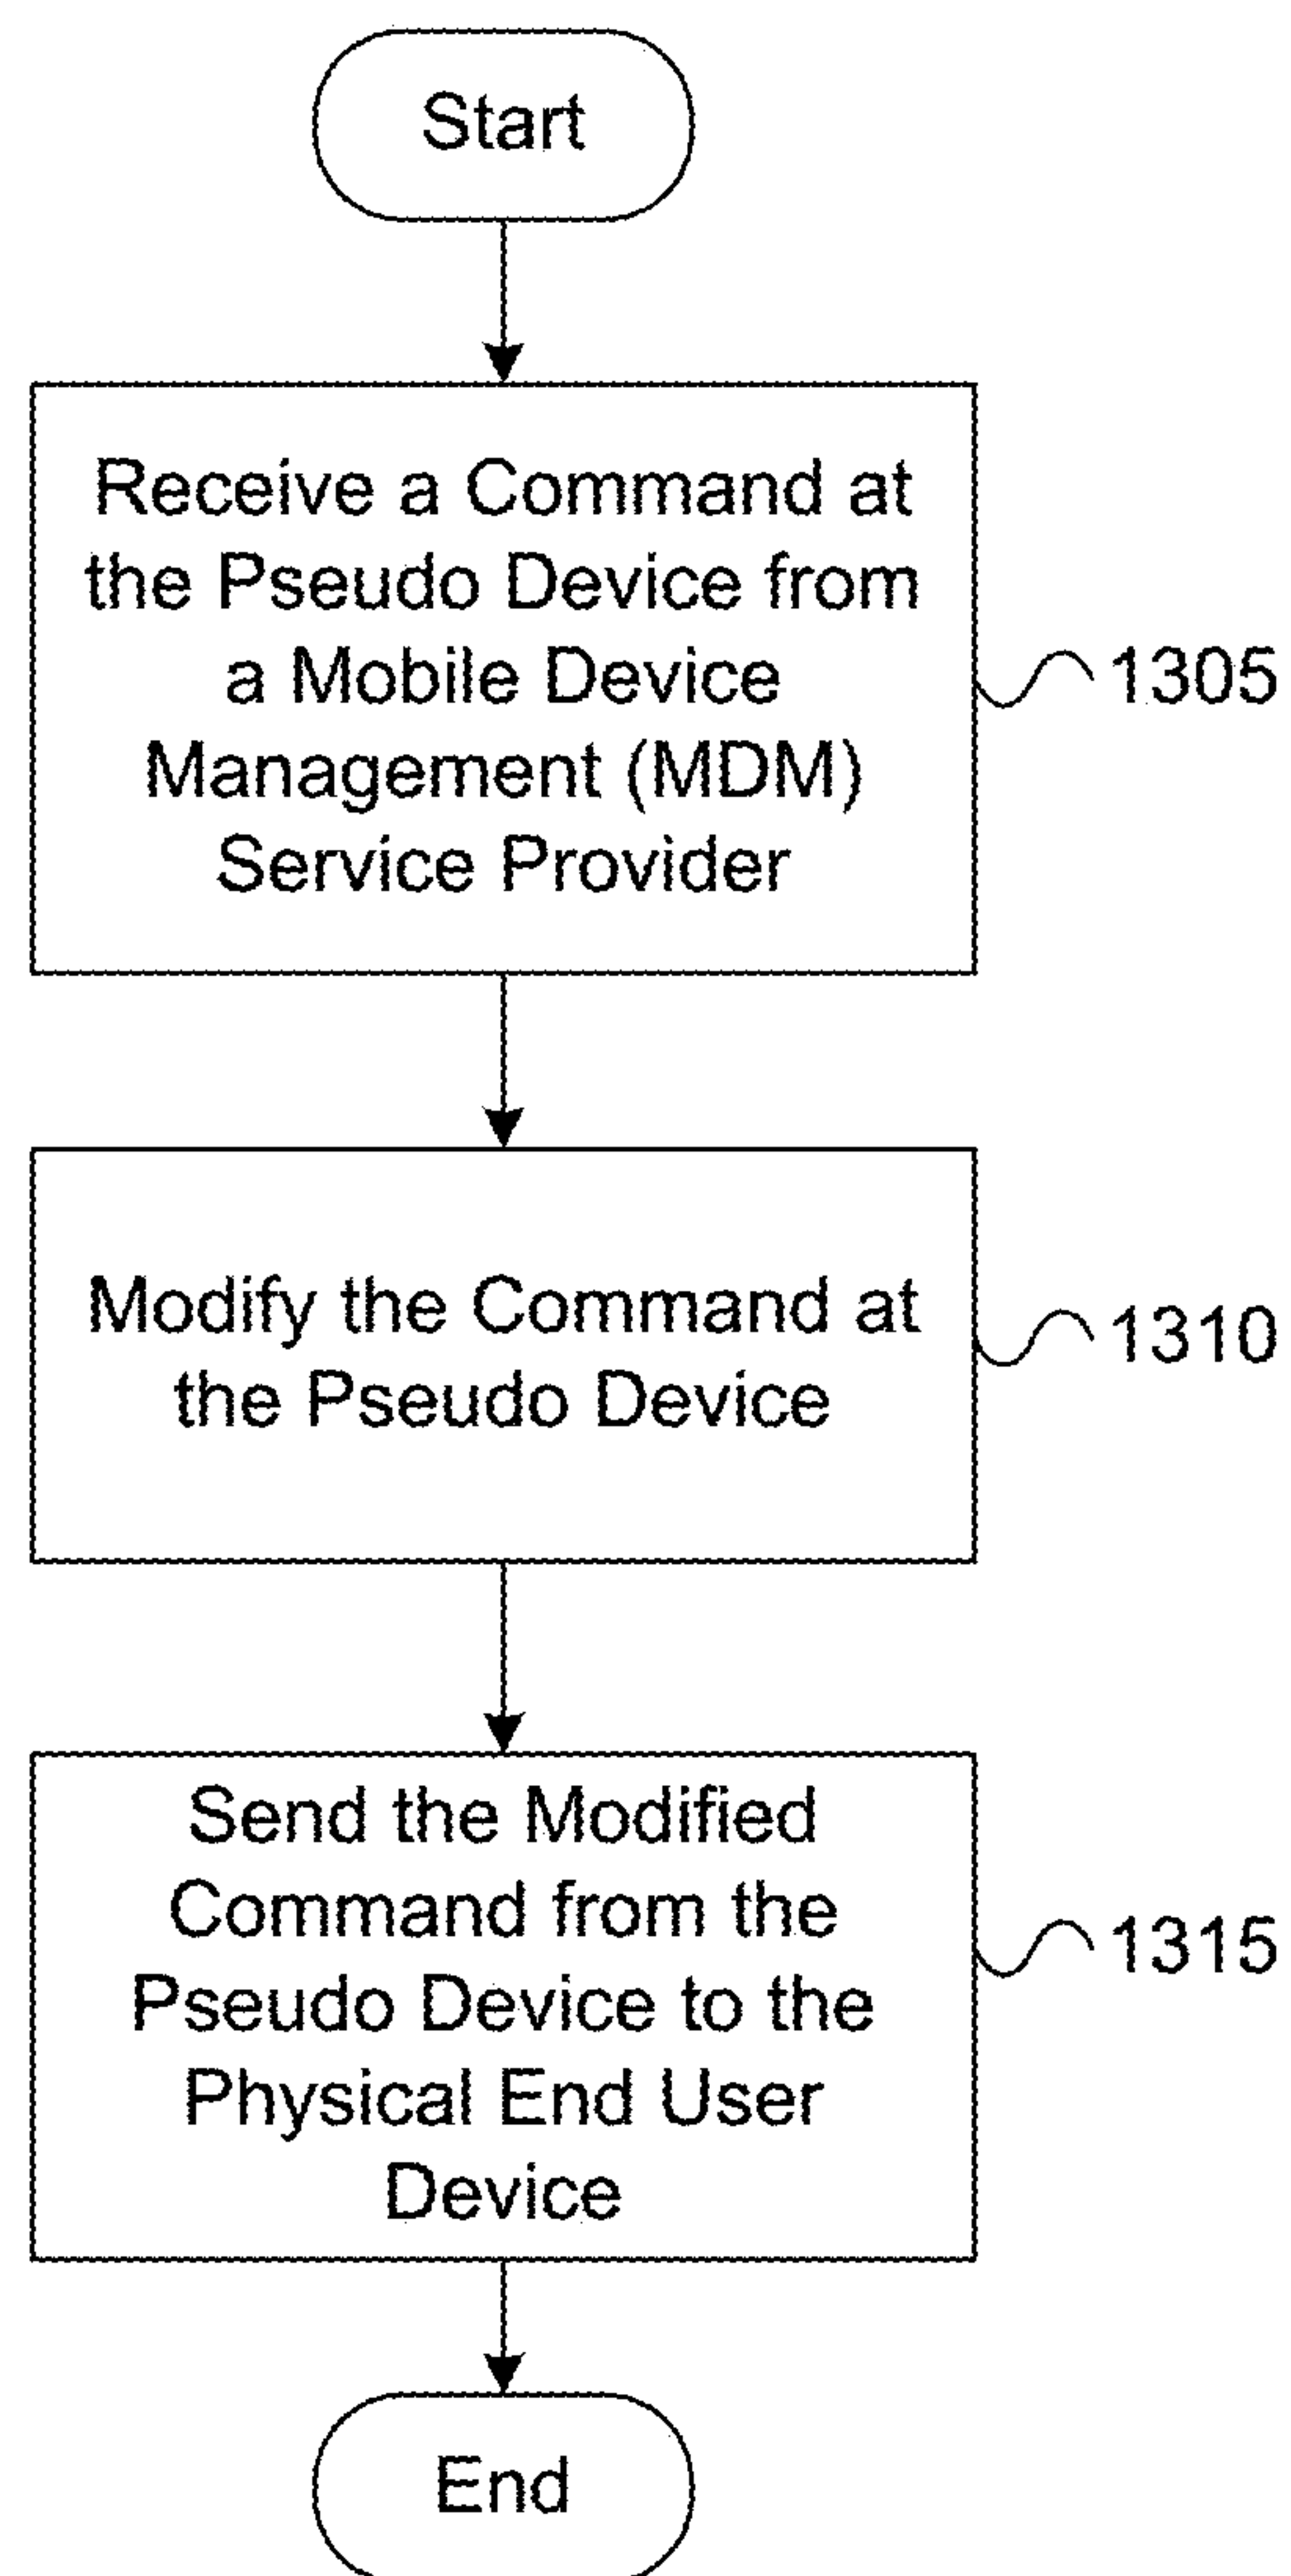 Start
Receive a Command at
the Pseudo Device from
a Mobile Device
Management (MDM)
Service Provider
1305
Modify the Command at
the Pseudo Device
1310
Send the Modified
Command from the
Pseudo Device to the
Physical End User
Device
1315
End